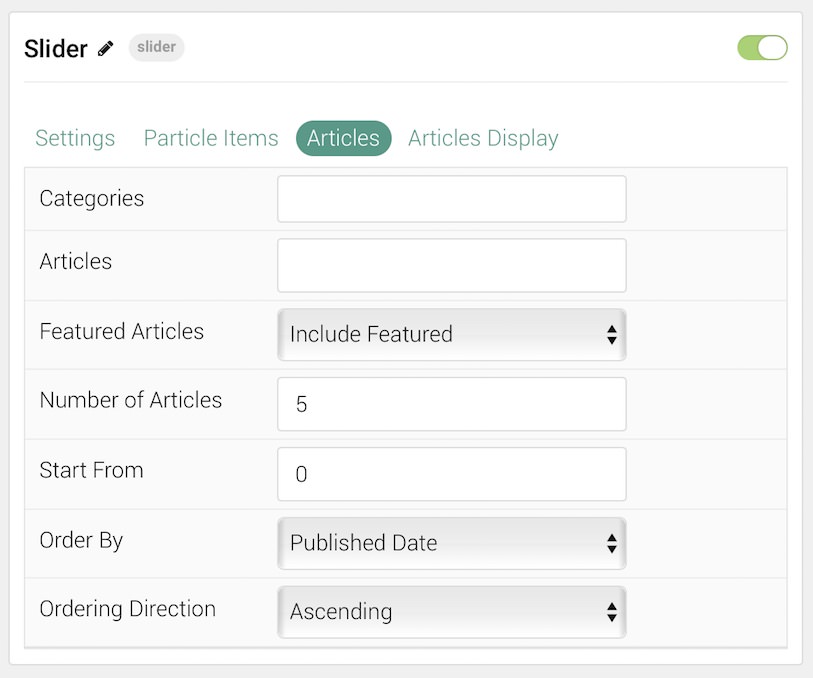 Slider slider
Settings Particle Items Articles Articles Display
Categories
Articles
Featured Articles Include Featured
Number of Articles 5
Start From 0
Order By Published Date
Ordering Direction Ascending